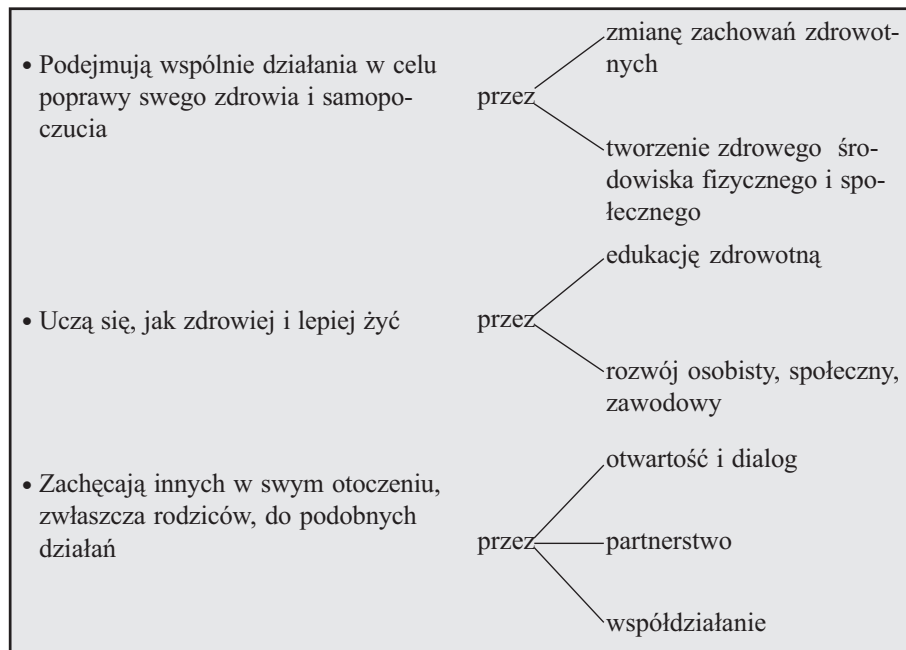 • Podejmują wspólnie działania w celu
poprawy swego zdrowia i samopo-
czucia
przez
zmianę zachowań zdrowot-
nych
tworzenie zdrowego środ-
dowiska fizycznego i spo-
łecznego
• Uczą się, jak zdrowiej i lepiej żyć
przez
edukację zdrowotną
rozwój osobisty, społeczny,
zawodowy
• Zachęcają innych w swym otoczeniu,
zwłaszcza rodziców, do podobnych
działań
przez
otwartość i dialog
partnerstwo
współdziałanie